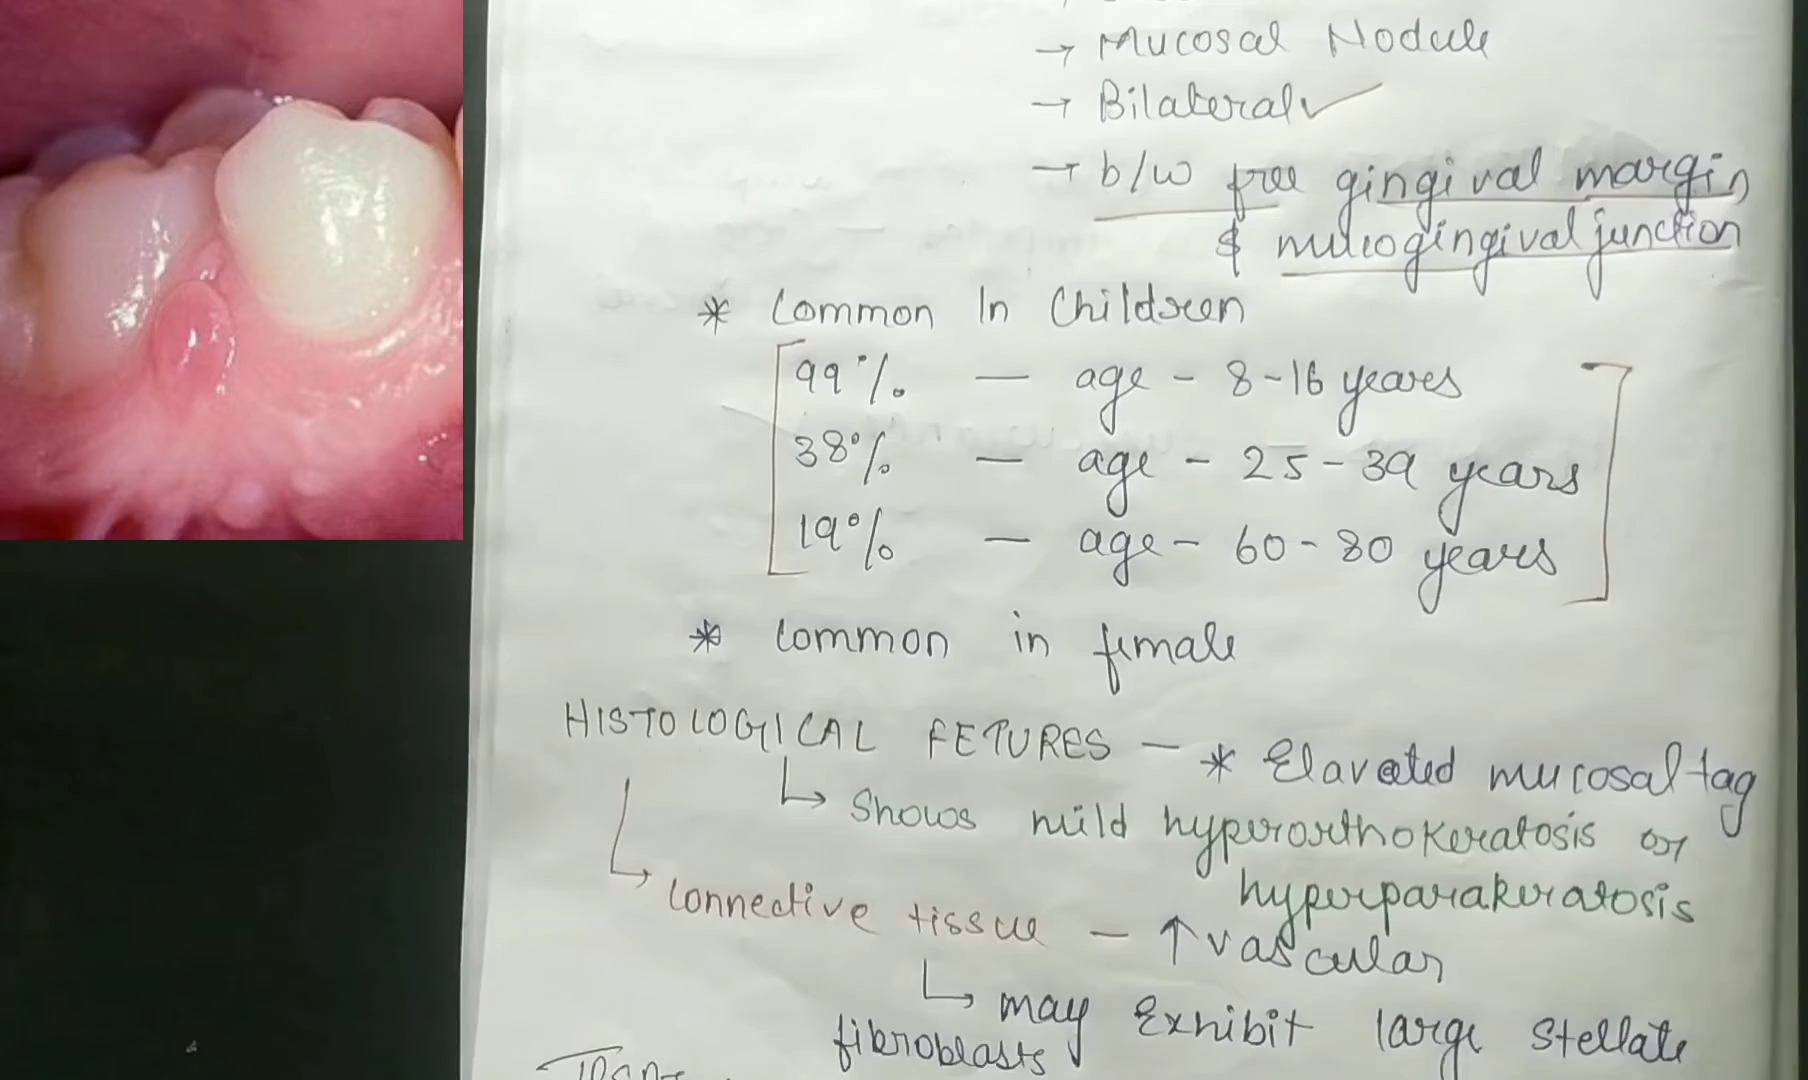 → Mucosal Nodule
→ Bilateral ✓
→ b/w free gingival margin
& mucogingival junction
* Common In Children
99% — age - 8-16 years
38% — age - 25-39 years
19% — age - 60-80 years
* Common in female
HISTOLOGICAL FETURES — * Elavated mucosal tag
↳ Shows mild hyperorthokeratosis or
hyperparakeratosis
↳ Connective tissue — ↑ vascular
↳ may Exhibit large stellate
fibroblasts